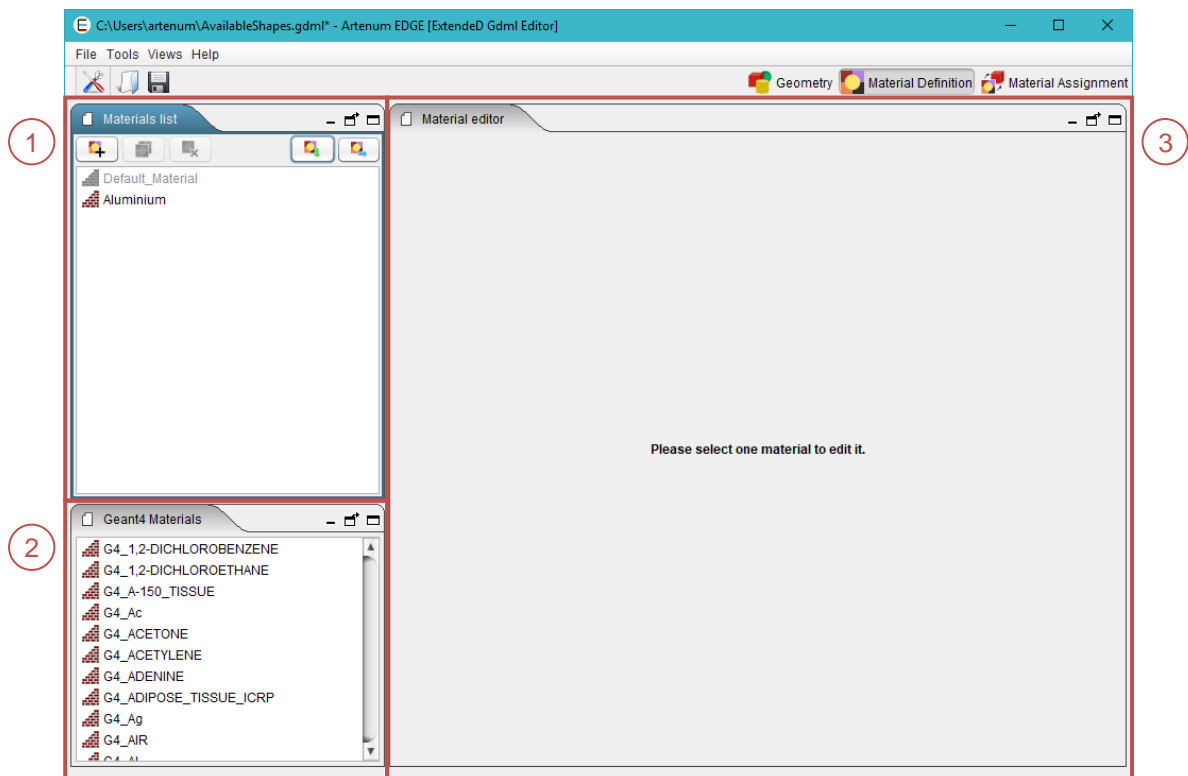 C:\Users\artenum\AvailableShapes.gdml* - Artenum EDGE [ExtendeD Gdml Editor]
File Tools Views Help
Geometry Material Definition Material Assignment
1
Materials list
Default_Material
Aluminium
2
Geant4 Materials
G4_1,2-DICHLOROBENZENE
G4_1,2-DICHLOROETHANE
G4_A-150_TISSUE
G4_Ac
G4_ACETONE
G4_ACETYLENE
G4_ADENINE
G4_ADIPOSE_TISSUE_ICRP
G4_Ag
G4_AIR
Material editor
3
Please select one material to edit it.